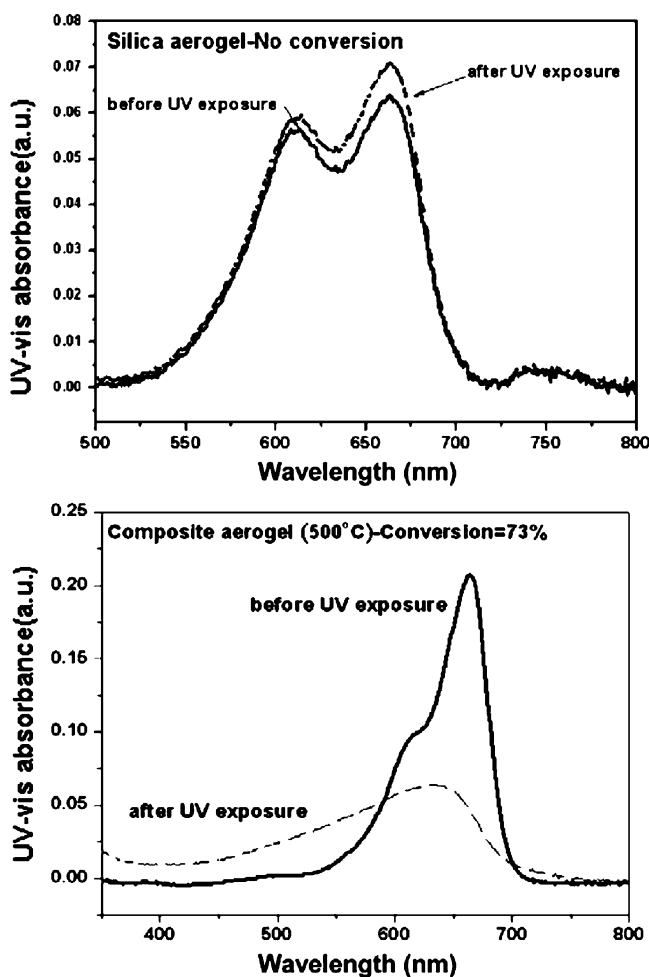 Silica aerogel-No conversion
after UV exposure
before UV exposure
UV-vis absorbance(a.u.)
0.08
0.07
0.06
0.05
0.04
0.03
0.02
0.01
0.00
500 550 600 650 700 750 800
Wavelength (nm)
Composite aerogel (500°C)-Conversion=73%
before UV exposure
after UV exposure
UV-vis absorbance(a.u.)
0.25
0.20
0.15
0.10
0.05
0.00
400 500 600 700 800
Wavelength (nm)